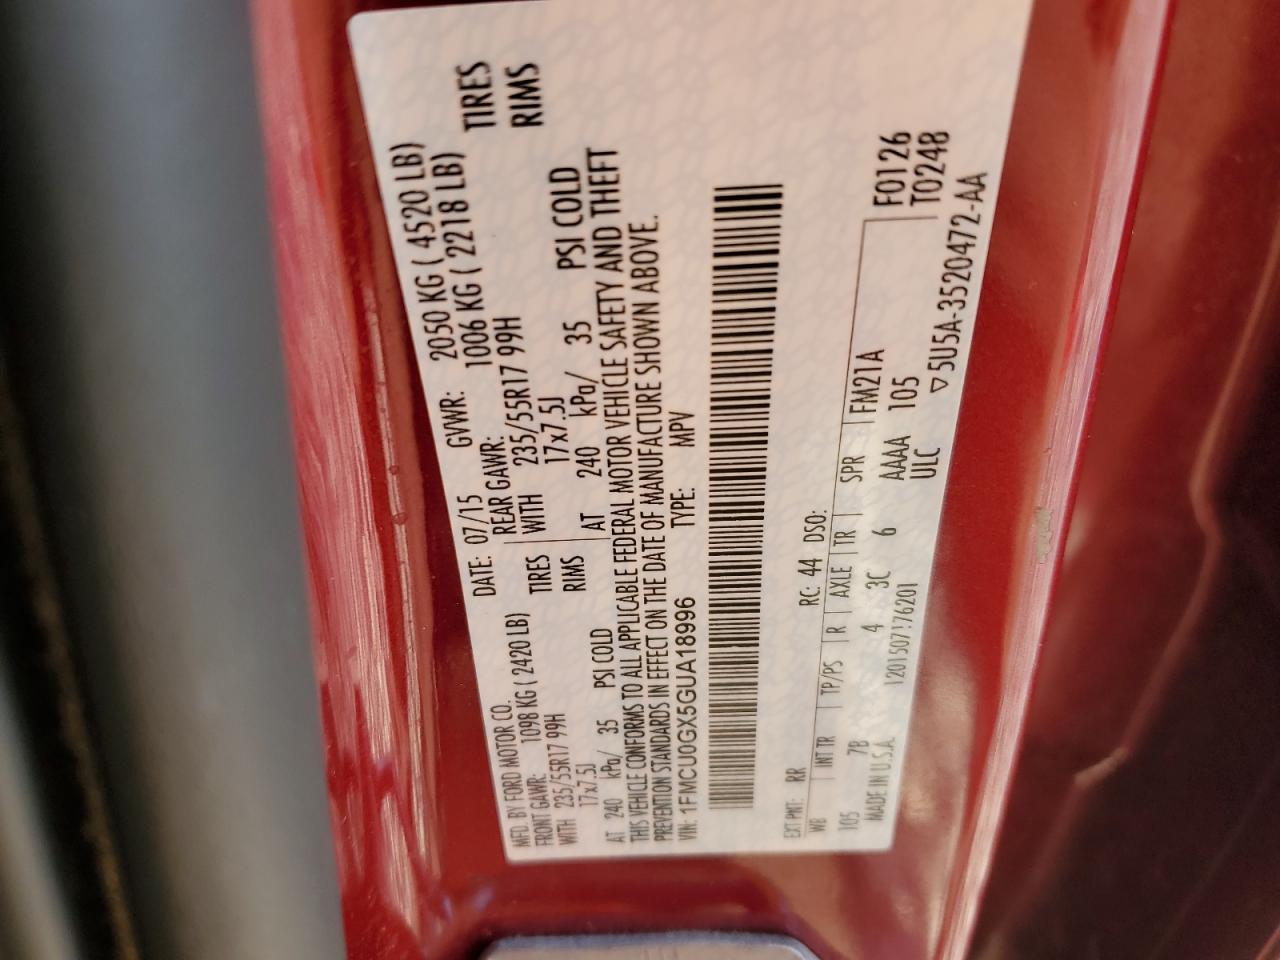 MFD. BY FORD MOTOR CO.
DATE: 07/15 GVWR: 2050 KG ( 4520 LB)
FRONT GAWR: 1098 KG ( 2420 LB)
REAR GAWR: 1006 KG ( 2218 LB)
WITH 235/55R17 99H TIRES
WITH 235/55R17 99H TIRES
17x7.5J RIMS
17x7.5J RIMS
AT 240 kPa/ 35 PSI COLD
AT 240 kPa/ 35 PSI COLD
THIS VEHICLE CONFORMS TO ALL APPLICABLE FEDERAL MOTOR VEHICLE SAFETY AND THEFT
PREVENTION STANDARDS IN EFFECT ON THE DATE OF MANUFACTURE SHOWN ABOVE.
VIN: 1FMCU0GX5GUA18996 TYPE: MPV
EXT PNT: RR RC: 44 DSO:
WB INT TR TP/PS R AXLE TR SPR FM21A F0126
105 7B 4 3C 6 AAAA 105 T0248
MADE IN U.S.A. 1201507176201 ULC ▽5U5A-3520472-AA